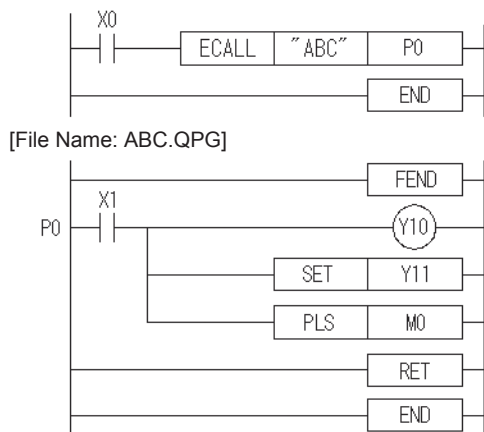 X0
ECALL "ABC" P0
END
[File Name: ABC.QPG]
FEND
X1
P0 Y10
SET Y11
PLS M0
RET
END